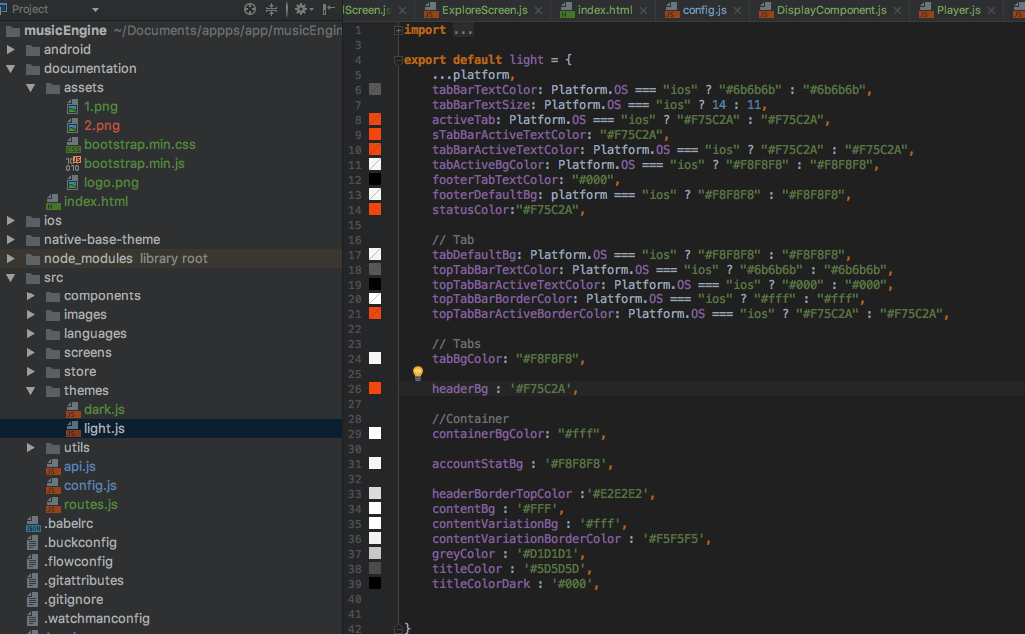 Project
lScreen.js ExploreScreen.js index.html config.js DisplayComponent.js Player.js
musicEngine ~/Documents/appps/app/musicEngin
android
documentation
assets
1.png
2.png
bootstrap.min.css
bootstrap.min.js
logo.png
index.html
ios
native-base-theme
node_modules library root
src
components
images
languages
screens
store
themes
dark.js
light.js
utils
api.js
config.js
routes.js
.babelrc
.buckconfig
.flowconfig
.gitattributes
.gitignore
.watchmanconfig
1 import ...
3
4 export default light = {
5 ...platform,
6 tabBarTextColor: Platform.OS === "ios" ? "#6b6b6b" : "#6b6b6b",
7 tabBarTextSize: Platform.OS === "ios" ? 14 : 11,
8 activeTab: Platform.OS === "ios" ? "#F75C2A" : "#F75C2A",
9 sTabBarActiveTextColor: "#F75C2A",
10 tabBarActiveTextColor: Platform.OS === "ios" ? "#F75C2A" : "#F75C2A",
11 tabActiveBgColor: Platform.OS === "ios" ? "#F8F8F8" : "#F8F8F8",
12 footerTabTextColor: "#000",
13 footerDefaultBg: platform === "ios" ? "#F8F8F8" : "#F8F8F8",
14 statusColor:"#F75C2A",
15
16 // Tab
17 tabDefaultBg: Platform.OS === "ios" ? "#F8F8F8" : "#F8F8F8",
18 topTabBarTextColor: Platform.OS === "ios" ? "#6b6b6b" : "#6b6b6b",
19 topTabBarActiveTextColor: Platform.OS === "ios" ? "#000" : "#000",
20 topTabBarBorderColor: Platform.OS === "ios" ? "#fff" : "#fff",
21 topTabBarActiveBorderColor: Platform.OS === "ios" ? "#F75C2A" : "#F75C2A",
22
23 // Tabs
24 tabBgColor: "#F8F8F8",
25
26 headerBg : '#F75C2A',
27
28 //Container
29 containerBgColor: "#fff",
30
31 accountStatBg : '#F8F8F8',
32
33 headerBorderTopColor :'#E2E2E2',
34 contentBg : '#FFF',
35 contentVariationBg : '#fff',
36 contentVariationBorderColor : '#F5F5F5',
37 greyColor : '#D1D1D1',
38 titleColor : '#5D5D5D',
39 titleColorDark : '#000',
40
41
42 }